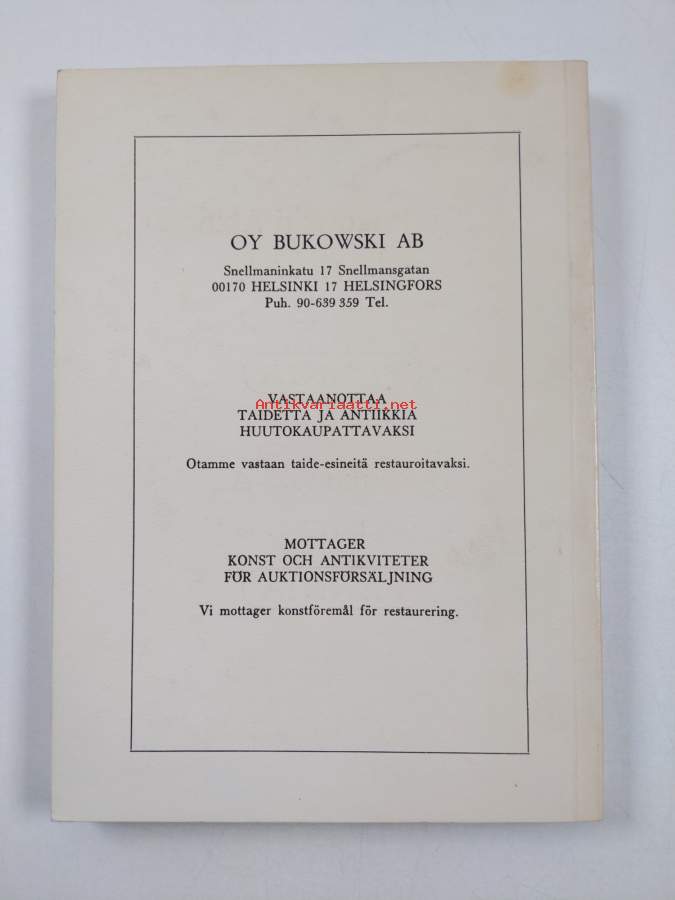 OY BUKOWSKI AB
Snellmaninkatu 17 Snellmansgatan
00170 HELSINKI 17 HELSINGFORS
Puh. 90-639 359 Tel.
VASTAANOTTAA
Antikvariaatti.net
TAIDETTA JA ANTIIKKIA
HUUTOKAUPATTAVAKSI
Otamme vastaan taide-esineitä restauroitavaksi.
MOTTAGER
KONST OCH ANTIKVITETER
FÖR AUKTIONSFÖRSÄLJNING
Vi mottager konstföremål för restaurering.